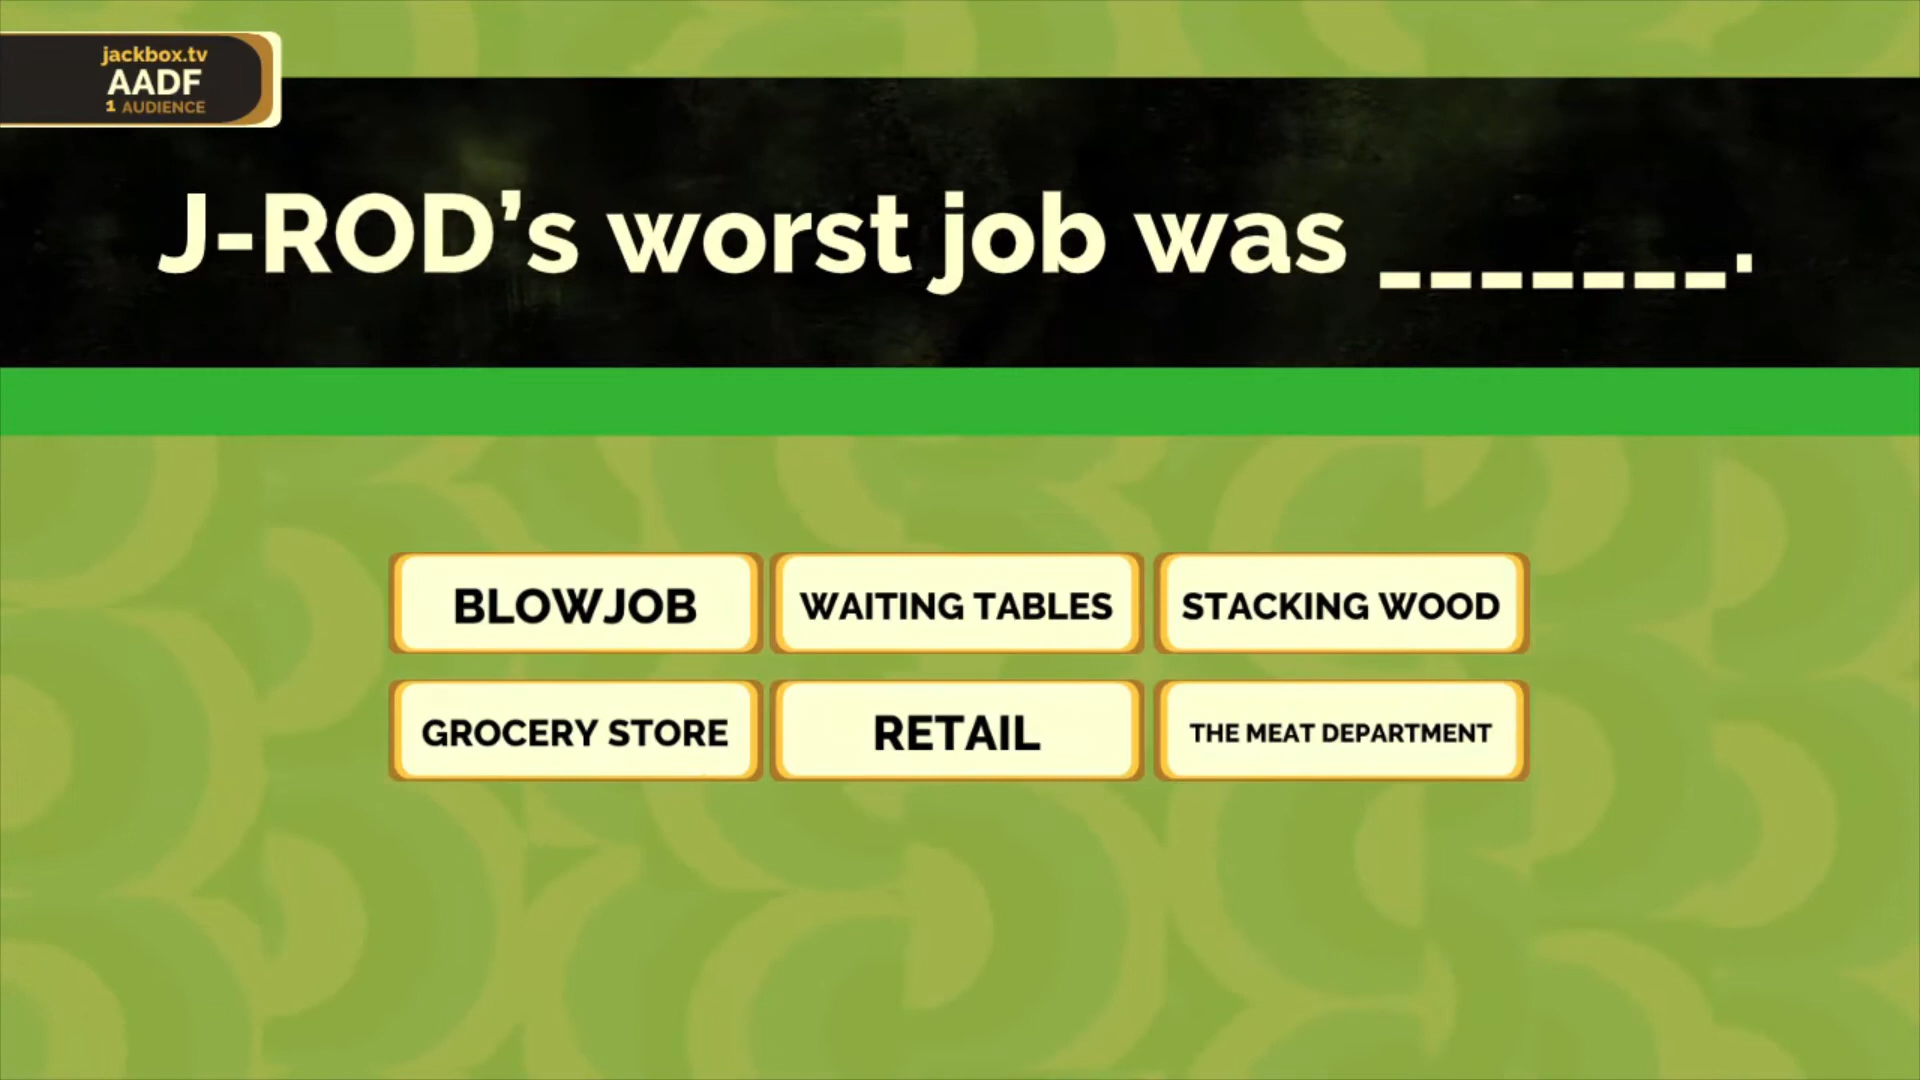 jackbox.tv
AADF
1 AUDIENCE
J-ROD’s worst job was _______.
BLOWJOB
WAITING TABLES
STACKING WOOD
GROCERY STORE
RETAIL
THE MEAT DEPARTMENT